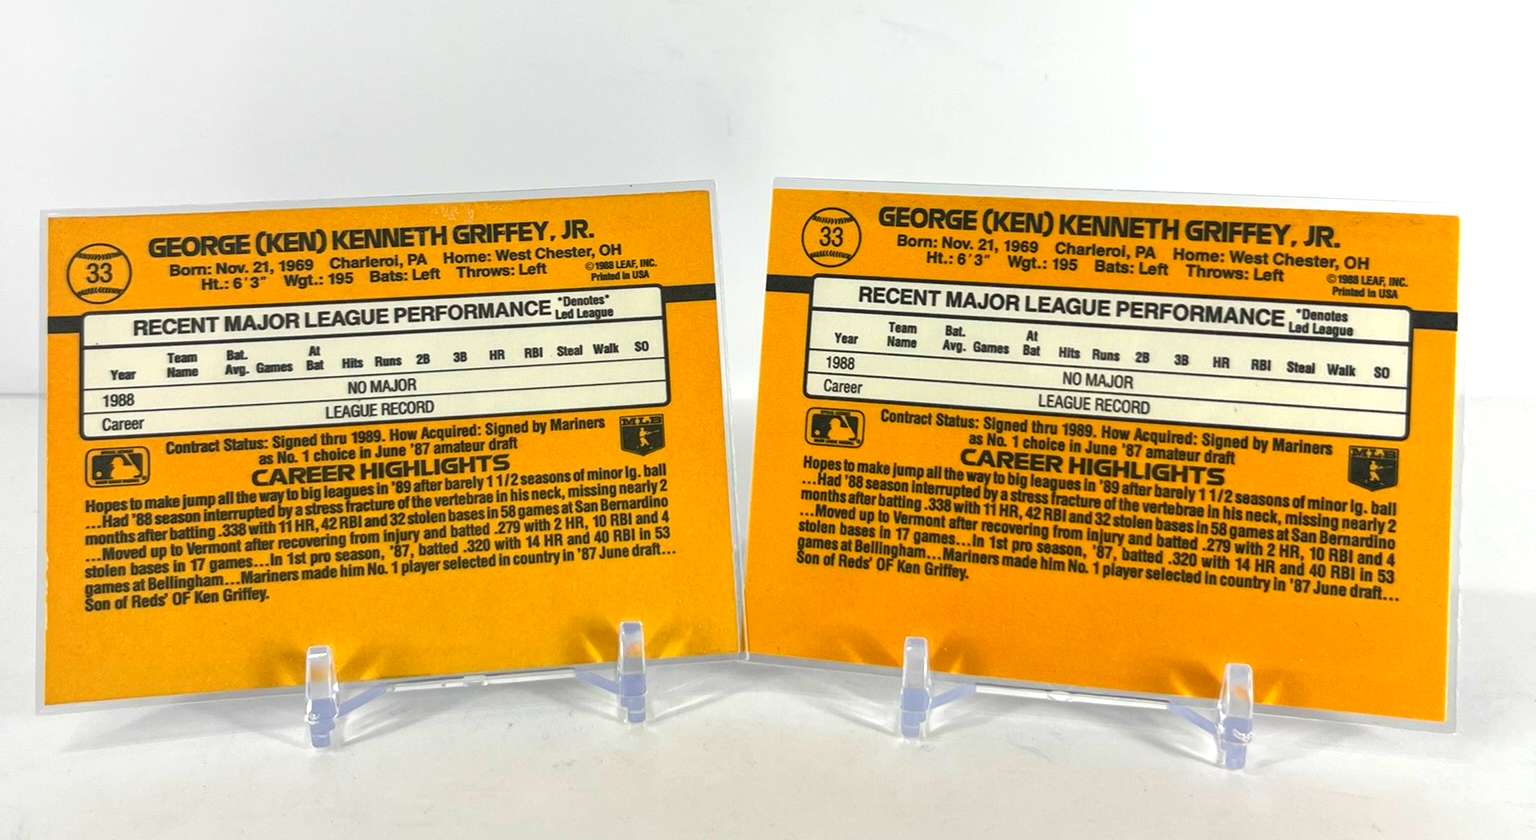 33
GEORGE (KEN) KENNETH GRIFFEY, JR.
Born: Nov. 21, 1969 Charleroi, PA Home: West Chester, OH
Ht.: 6'3" Wgt.: 195 Bats: Left Throws: Left
©1988 LEAF, INC.
Printed in USA
RECENT MAJOR LEAGUE PERFORMANCE
*Denotes*
Led League
Year Team Name Bat. Avg. Games At Bat Hits Runs 2B 3B HR RBI Steal Walk SO
1988 NO MAJOR
Career LEAGUE RECORD
Contract Status: Signed thru 1989. How Acquired: Signed by Mariners
as No. 1 choice in June '87 amateur draft
MLB
CAREER HIGHLIGHTS
Hopes to make jump all the way to big leagues in '89 after barely 1 1/2 seasons of minor lg. ball
...Had '88 season interrupted by a stress fracture of the vertebrae in his neck, missing nearly 2
months after batting .338 with 11 HR, 42 RBI and 32 stolen bases in 58 games at San Bernardino
...Moved up to Vermont after recovering from injury and batted .279 with 2 HR, 10 RBI and 4
stolen bases in 17 games...In 1st pro season, '87, batted .320 with 14 HR and 40 RBI in 53
games at Bellingham...Mariners made him No. 1 player selected in country in '87 June draft...
Son of Reds' OF Ken Griffey.
33
GEORGE (KEN) KENNETH GRIFFEY, JR.
Born: Nov. 21, 1969 Charleroi, PA Home: West Chester, OH
Ht.: 6'3" Wgt.: 195 Bats: Left Throws: Left
©1988 LEAF, INC.
Printed in USA
RECENT MAJOR LEAGUE PERFORMANCE
*Denotes
Led League
Year Team Name Bat. Avg. Games At Bat Hits Runs 2B 3B HR RBI Steal Walk SO
1988 NO MAJOR
Career LEAGUE RECORD
Contract Status: Signed thru 1989. How Acquired: Signed by Mariners
as No. 1 choice in June '87 amateur draft
MLB
CAREER HIGHLIGHTS
Hopes to make jump all the way to big leagues in '89 after barely 1 1/2 seasons of minor lg. ball
...Had '88 season interrupted by a stress fracture of the vertebrae in his neck, missing nearly 2
months after batting .338 with 11 HR, 42 RBI and 32 stolen bases in 58 games at San Bernardino
...Moved up to Vermont after recovering from injury and batted .279 with 2 HR, 10 RBI and 4
stolen bases in 17 games...In 1st pro season, '87, batted .320 with 14 HR and 40 RBI in 53
games at Bellingham...Mariners made him No. 1 player selected in country in '87 June draft...
Son of Reds' OF Ken Griffey.